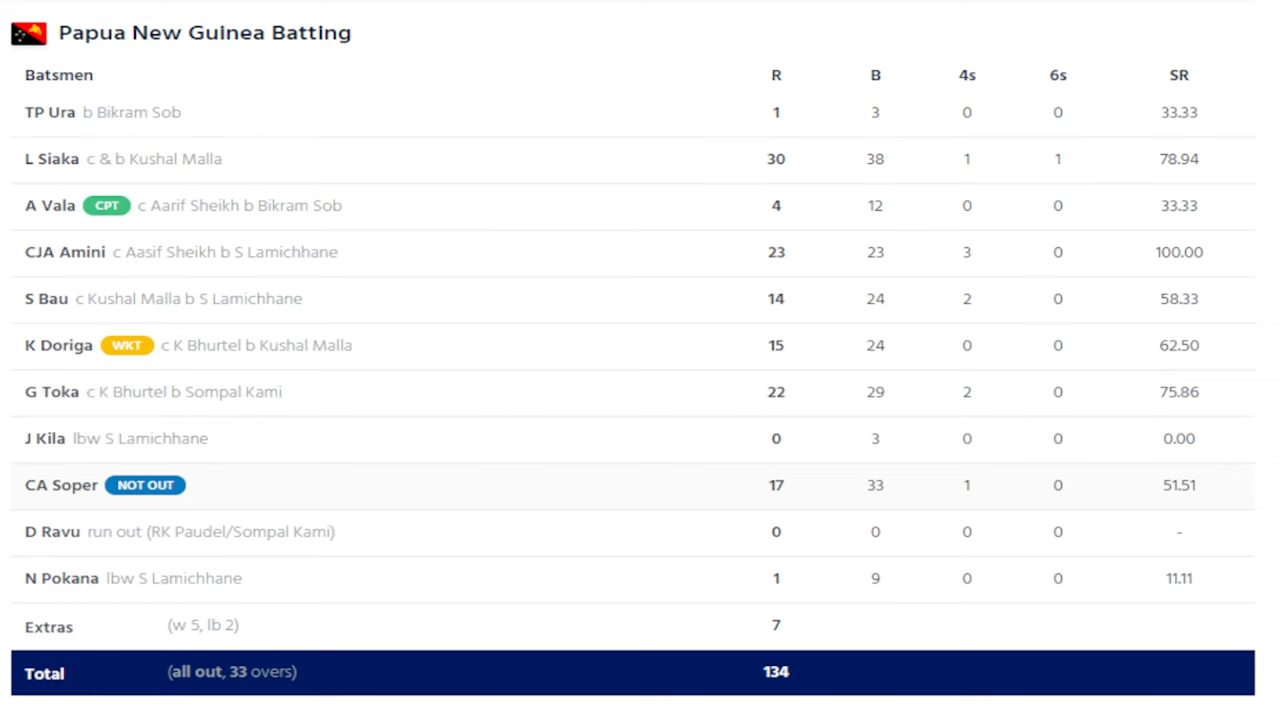 Papua New Guinea Batting
Batsmen R B 4s 6s SR
TP Ura b Bikram Sob 1 3 0 0 33.33
L Siaka c & b Kushal Malla 30 38 1 1 78.94
A Vala CPT c Aarif Sheikh b Bikram Sob 4 12 0 0 33.33
CJA Amini c Aasif Sheikh b S Lamichhane 23 23 3 0 100.00
S Bau c Kushal Malla b S Lamichhane 14 24 2 0 58.33
K Doriga WKT c K Bhurtel b Kushal Malla 15 24 0 0 62.50
G Toka c K Bhurtel b Sompal Kami 22 29 2 0 75.86
J Kila lbw S Lamichhane 0 3 0 0 0.00
CA Soper NOT OUT 17 33 1 0 51.51
D Ravu run out (RK Paudel/Sompal Kami) 0 0 0 0 -
N Pokana lbw S Lamichhane 1 9 0 0 11.11
Extras (w 5, lb 2) 7
Total (all out, 33 overs) 134